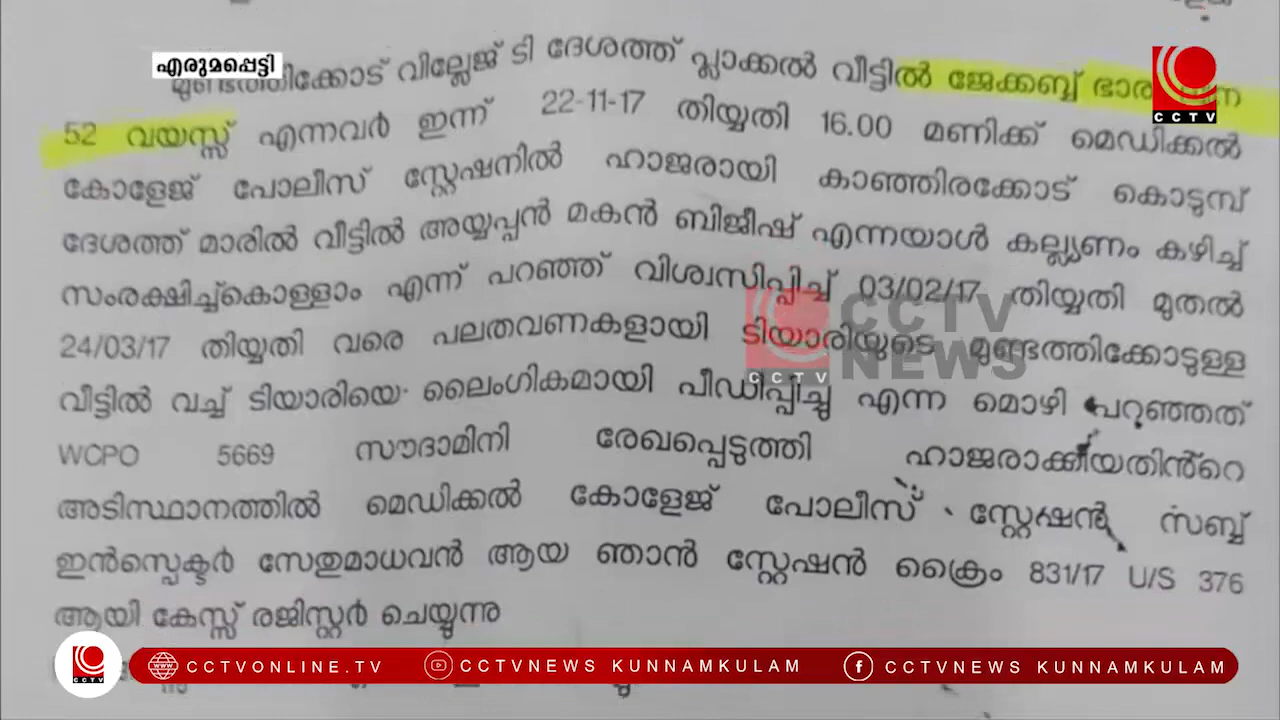 എരുമപ്പെട്ടി
മുണ്ടത്തിക്കോട് വില്ലേജ് ടി ദേശത്ത് പ്ലാക്കൽ വീട്ടിൽ ജേക്കബ്ബ്
52 വയസ്സ് എന്നവർ ഇന്ന് 22-11-17 തിയ്യതി 16.00 മണിക്ക് മെഡിക്കൽ
കോളേജ് പോലീസ് സ്റ്റേഷനിൽ ഹാജരായി കാഞ്ഞിരക്കോട് കൊടുമ്പ്
ദേശത്ത് മാരിൽ വീട്ടിൽ അയ്യപ്പൻ മകൻ ബിജീഷ് എന്നയാൾ കല്ല്യണം കഴിച്ച്
സംരക്ഷിച്ച്കൊള്ളാം എന്ന് പറഞ്ഞ് വിശ്വസിപ്പിച്ച് 03/02/17 തിയ്യതി മുതൽ
24/03/17 തിയ്യതി വരെ പലതവണകളായി ടിയാരിയുടെ മുണ്ടത്തിക്കോടുള്ള
വീട്ടിൽ വച്ച് ടിയാരിയെ ലൈംഗികമായി പീഡിപ്പിച്ചു എന്ന മൊഴി പറഞ്ഞത്
WCPO 5669 സൗദാമിനി രേഖപ്പെടുത്തി ഹാജരാക്കിയതിൻറെ
അടിസ്ഥാനത്തിൽ മെഡിക്കൽ കോളേജ് പോലീസ് സ്റ്റേഷൻ സബ്ബ്
ഇൻസ്പെക്ടർ സേതുമാധവൻ ആയ ഞാൻ സ്റ്റേഷൻ ക്രൈം 831/17 U/S 376
ആയി കേസ്സ് രജിസ്റ്റർ ചെയ്യുന്നു
CCTV
CCTV NEWS
CCTV
CCTV
CCTVONLINE.TV
CCTVNEWS KUNNAMKULAM
CCTVNEWS KUNNAMKULAM